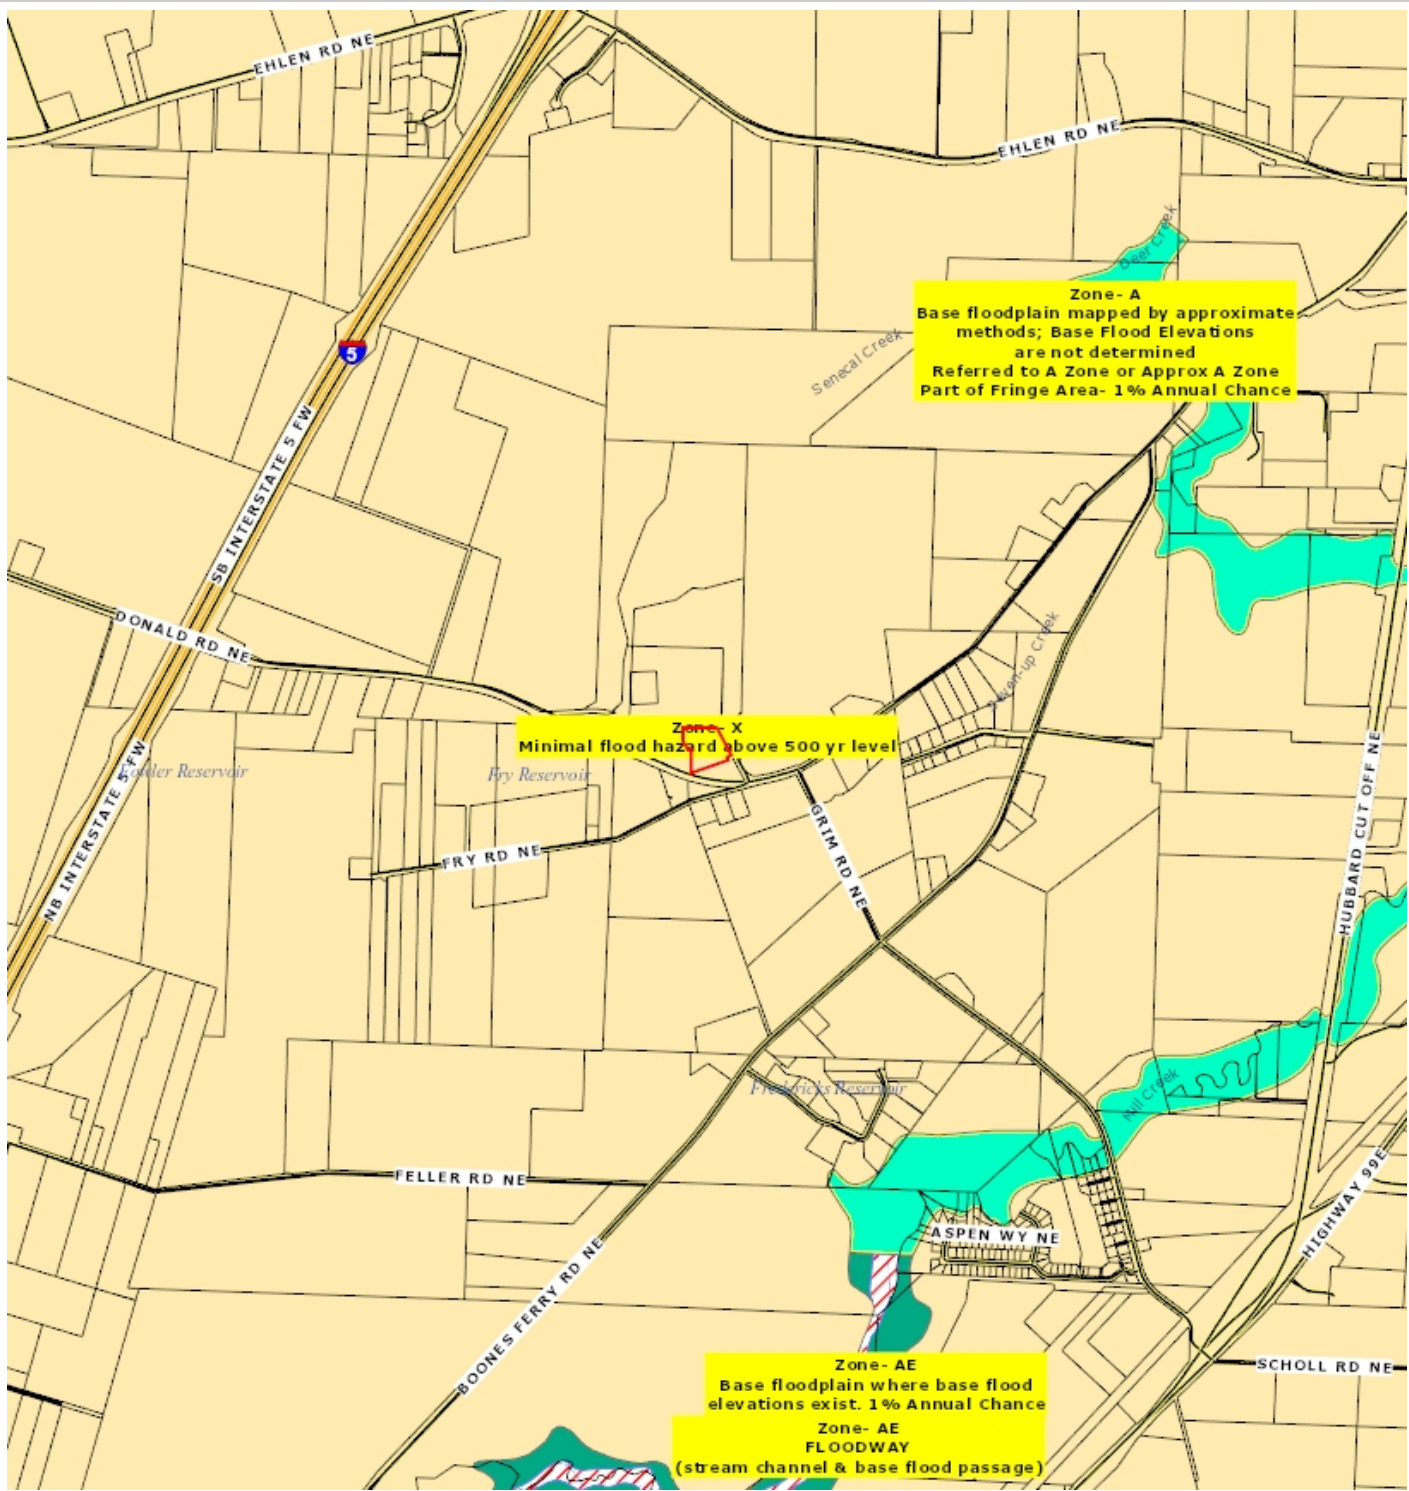 EHLEN RD NE
EHLEN RD NE
Deer Creek
Zone- A
Base floodplain mapped by approximate
methods; Base Flood Elevations
are not determined
Referred to A Zone or Approx A Zone
Part of Fringe Area- 1% Annual Chance
Senecal Creek
5
SB INTERSTATE 5 FW
DONALD RD NE
Zone- X
Minimal flood hazard above 500 yr level
NB INTERSTATE 5 FW
Fowler Reservoir
Fry Reservoir
FRY RD NE
GRIM RD NE
HUBBARD CUT OFF NE
Fredericks Reservoir
Mill Creek
FELLER RD NE
ASPEN WY NE
HIGHWAY 99E
BOONES FERRY RD NE
SCHOLL RD NE
Zone- AE
Base floodplain where base flood
elevations exist. 1% Annual Chance
Zone- AE
FLOODWAY
(stream channel & base flood passage)